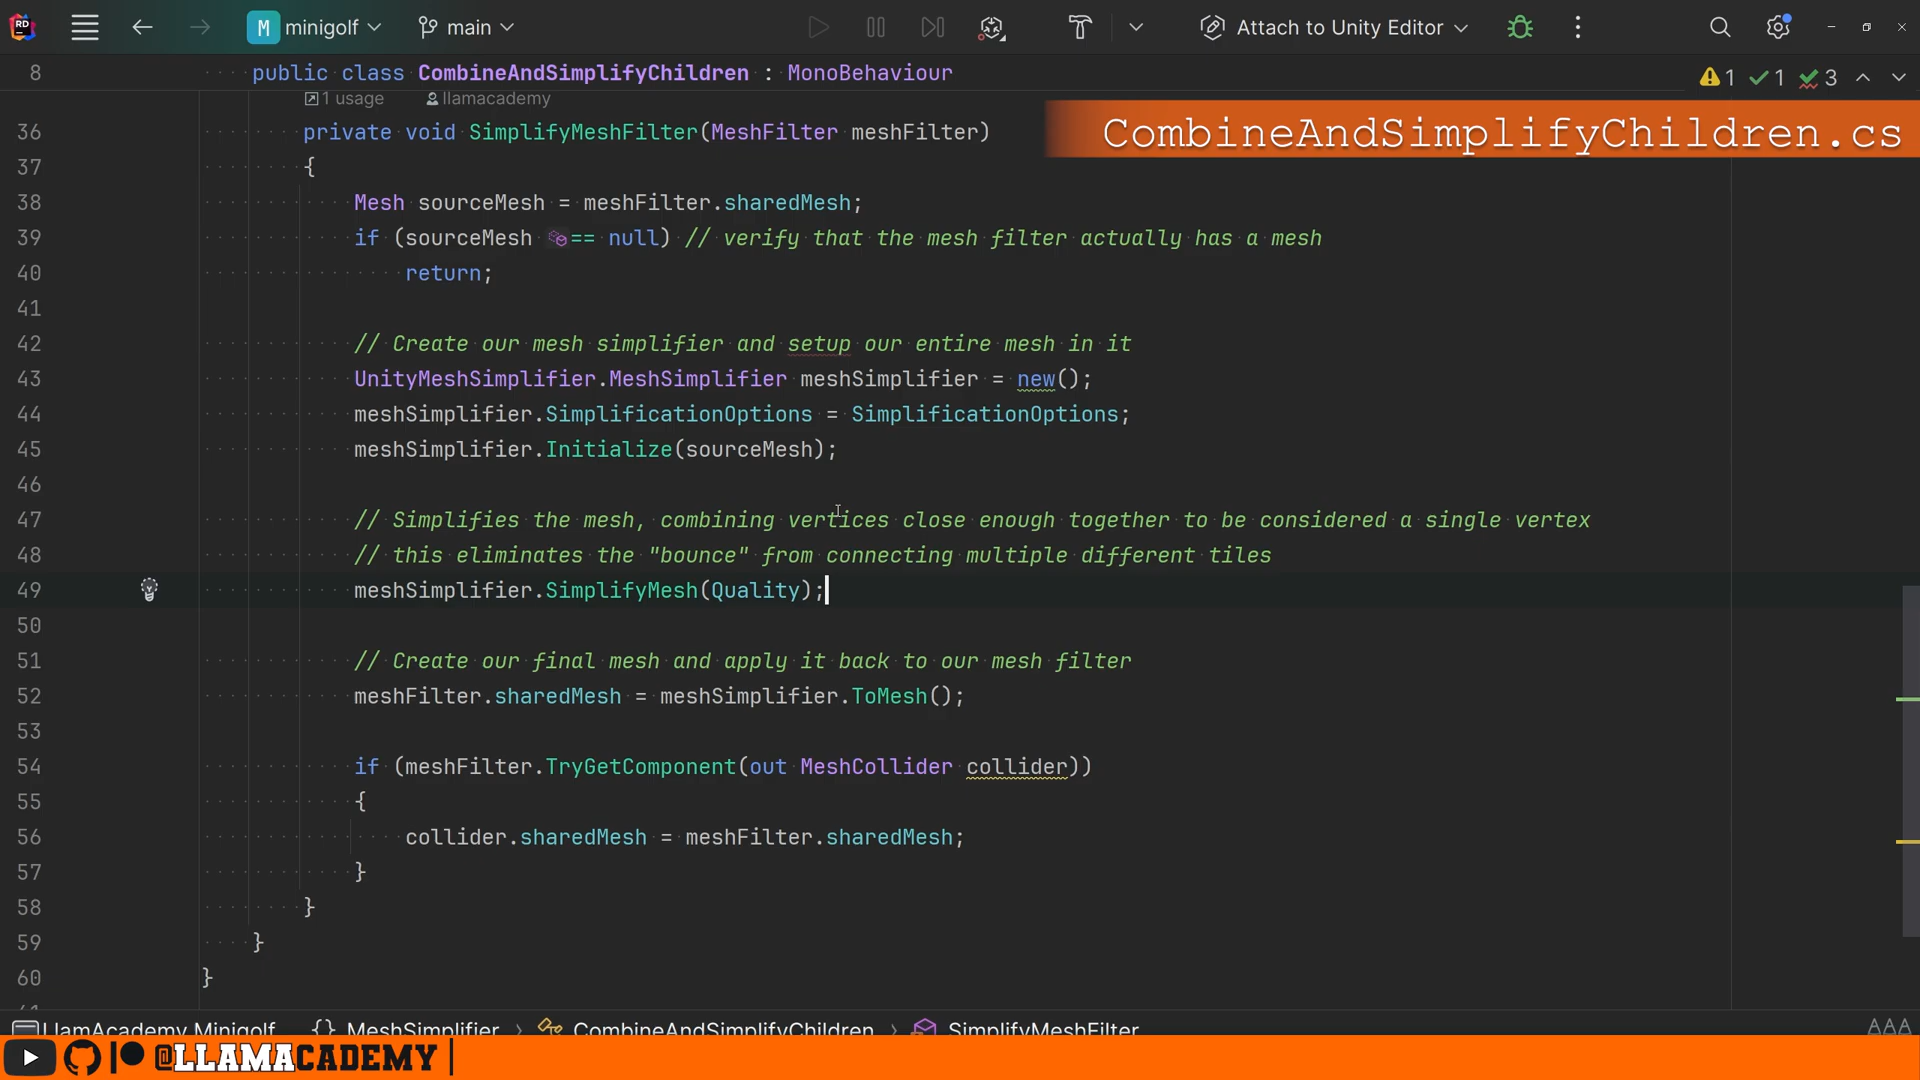 RD
M minigolf
main
Attach to Unity Editor
8 public class CombineAndSimplifyChildren : MonoBehaviour
1 1 3
1 usage llamacademy
CombineAndSimplifyChildren.cs
36 private void SimplifyMeshFilter(MeshFilter meshFilter)
37 {
38 Mesh sourceMesh = meshFilter.sharedMesh;
39 if (sourceMesh == null) // verify that the mesh filter actually has a mesh
40 return;
41
42 // Create our mesh simplifier and setup our entire mesh in it
43 UnityMeshSimplifier.MeshSimplifier meshSimplifier = new();
44 meshSimplifier.SimplificationOptions = SimplificationOptions;
45 meshSimplifier.Initialize(sourceMesh);
46
47 // Simplifies the mesh, combining vertices close enough together to be considered a single vertex
48 // this eliminates the "bounce" from connecting multiple different tiles
49 meshSimplifier.SimplifyMesh(Quality);
50
51 // Create our final mesh and apply it back to our mesh filter
52 meshFilter.sharedMesh = meshSimplifier.ToMesh();
53
54 if (meshFilter.TryGetComponent(out MeshCollider collider))
55 {
56 collider.sharedMesh = meshFilter.sharedMesh;
57 }
58 }
59 }
60 }
LlamAcademy.Minigolf {} MeshSimplifier > CombineAndSimplifyChildren > SimplifyMeshFilter
@LLAMACADEMY